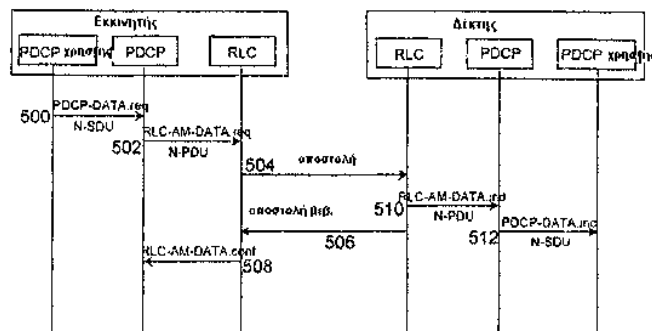 Εκκινητής
Δέκτης
PDCP χρήστης
PDCP
RLC
RLC
PDCP
PDCP χρήστης
500
PDCP-DATA.req
N-SDU
502
RLC-AM-DATA.req
N-PDU
504
αποστολή
510
RLC-AM-DATA.ind
N-PDU
αποστολή βεβ.
506
512
PDCP-DATA.ind
N-SDU
RLC-AM-DATA.conf
508